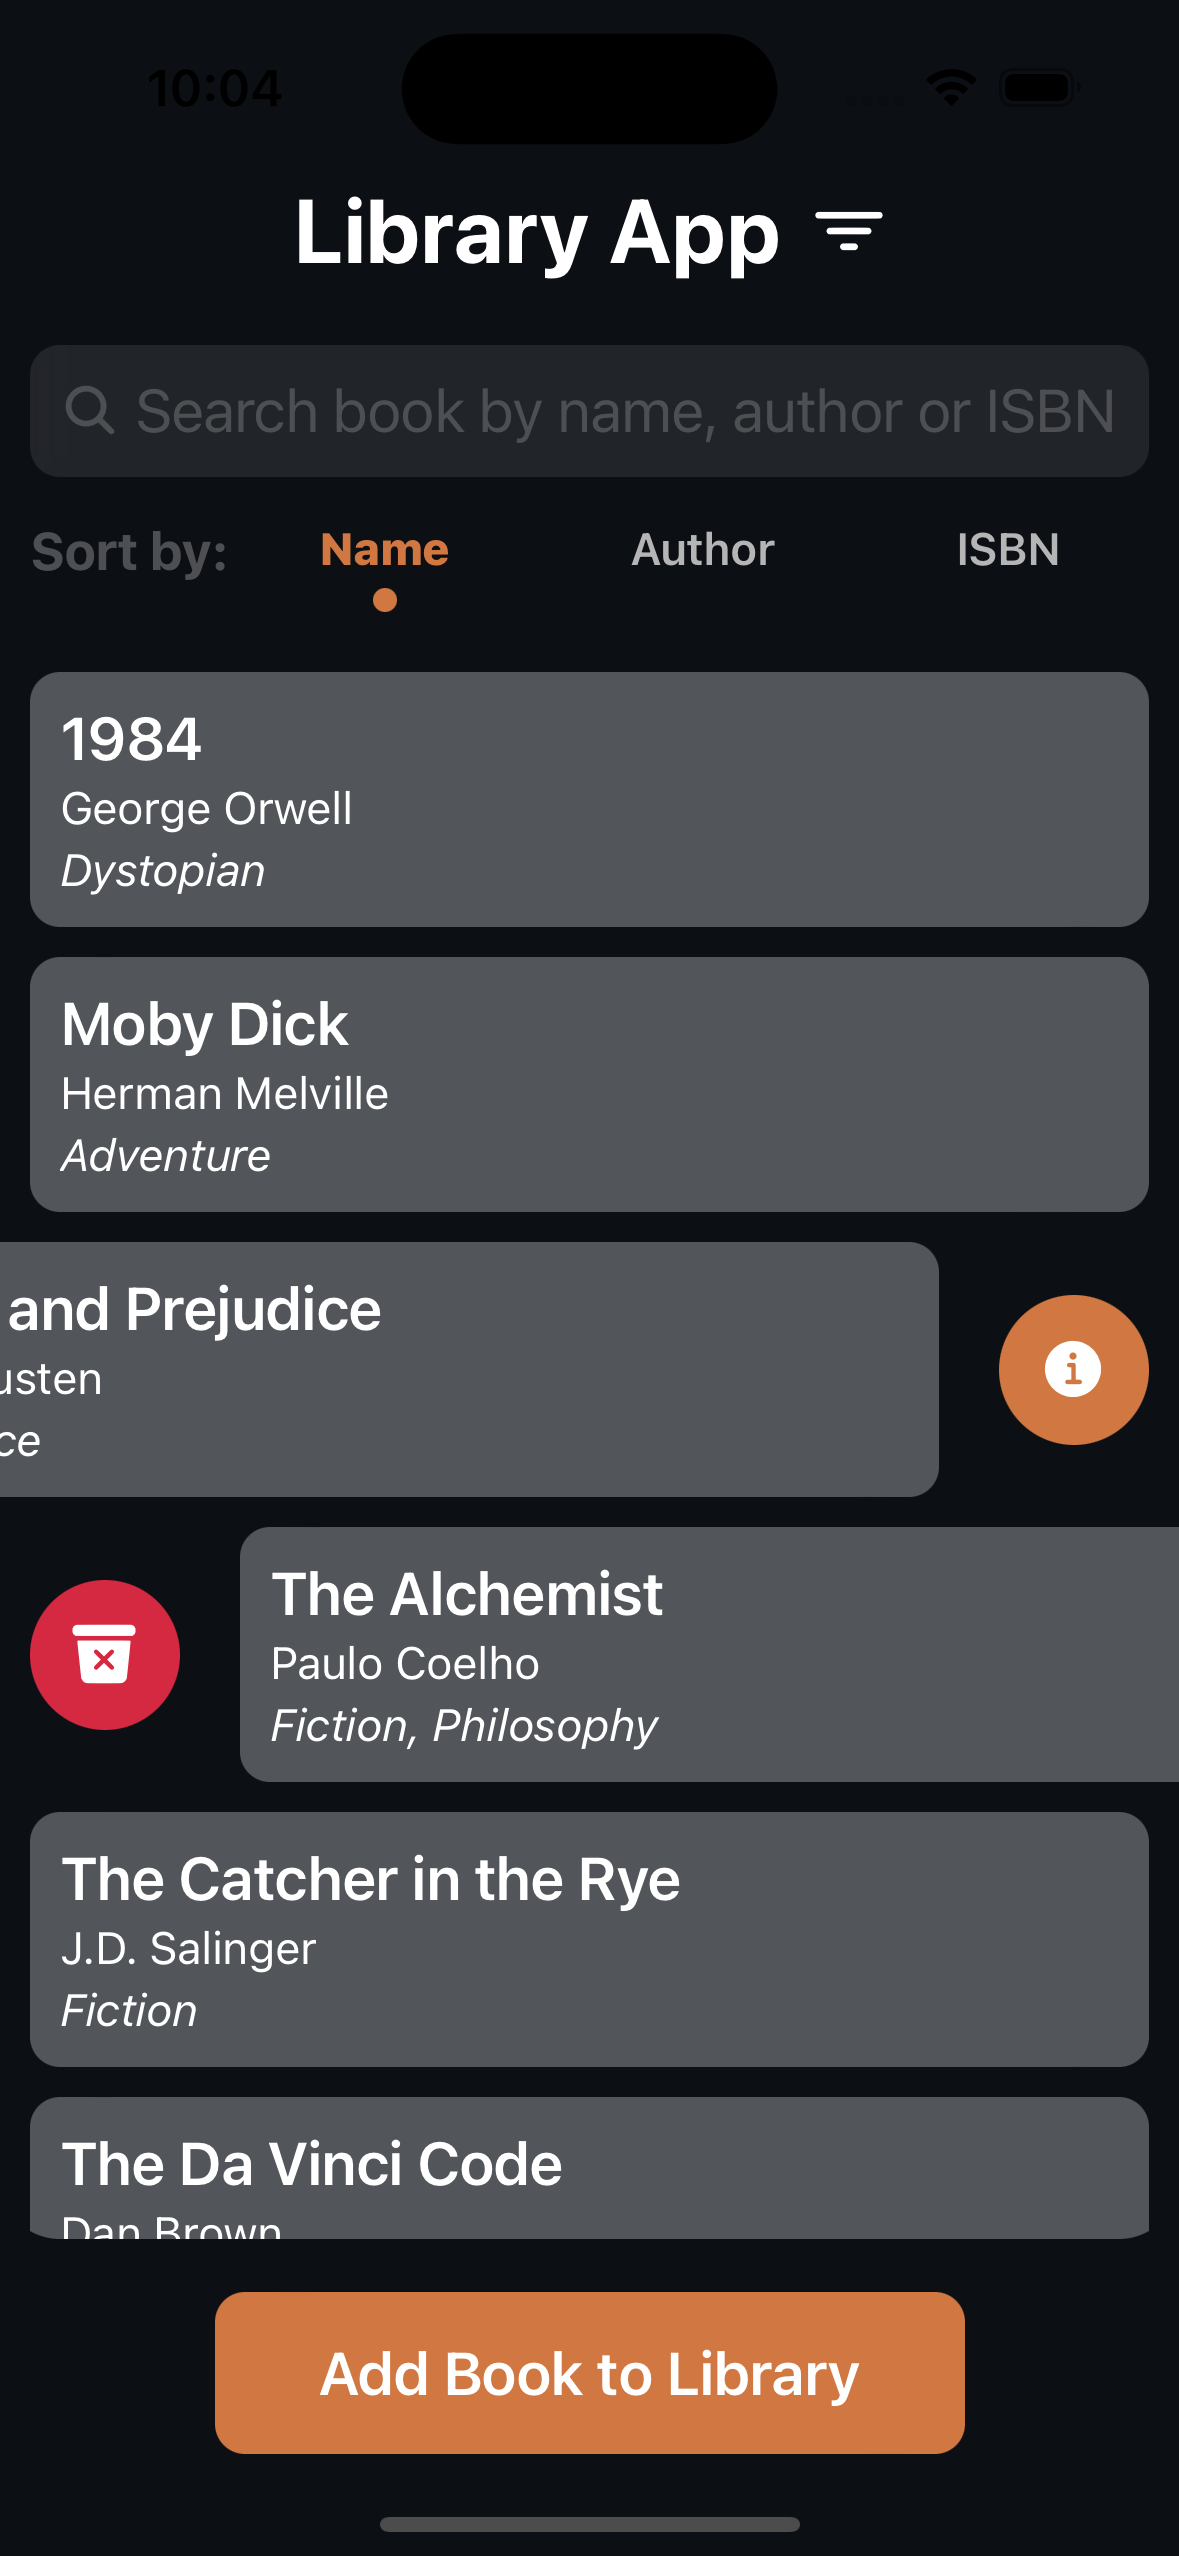 10:04
Library App
Search book by name, author or ISBN
Sort by: Name Author ISBN
1984
George Orwell
Dystopian
Moby Dick
Herman Melville
Adventure
and Prejudice
usten
ce
The Alchemist
Paulo Coelho
Fiction, Philosophy
The Catcher in the Rye
J.D. Salinger
Fiction
The Da Vinci Code
Dan Brown
Add Book to Library